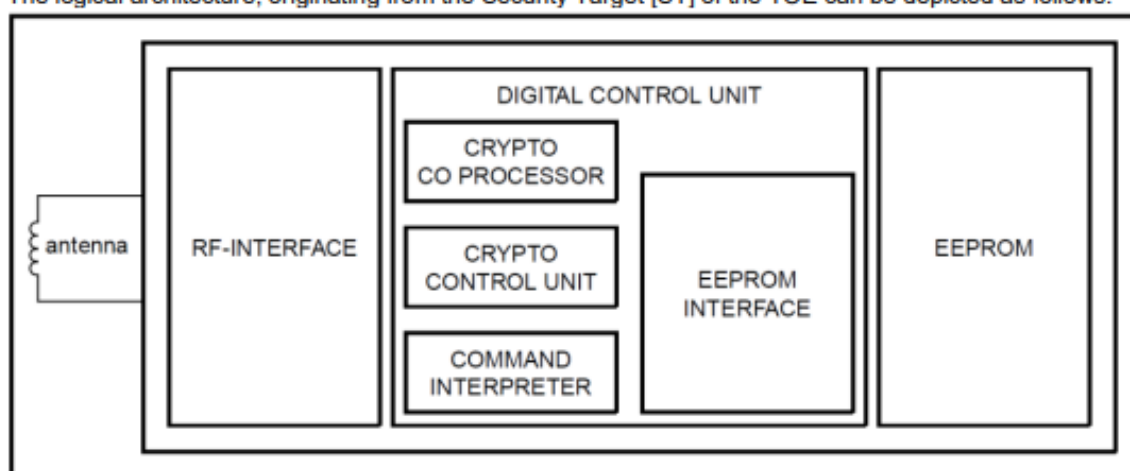 The logical architecture, originating from the Security Target [ST] of the TOE can be depicted as follows:
DIGITAL CONTROL UNIT
CRYPTO
CO PROCESSOR
antenna
RF-INTERFACE
CRYPTO
CONTROL UNIT
EEPROM
INTERFACE
EEPROM
COMMAND
INTERPRETER